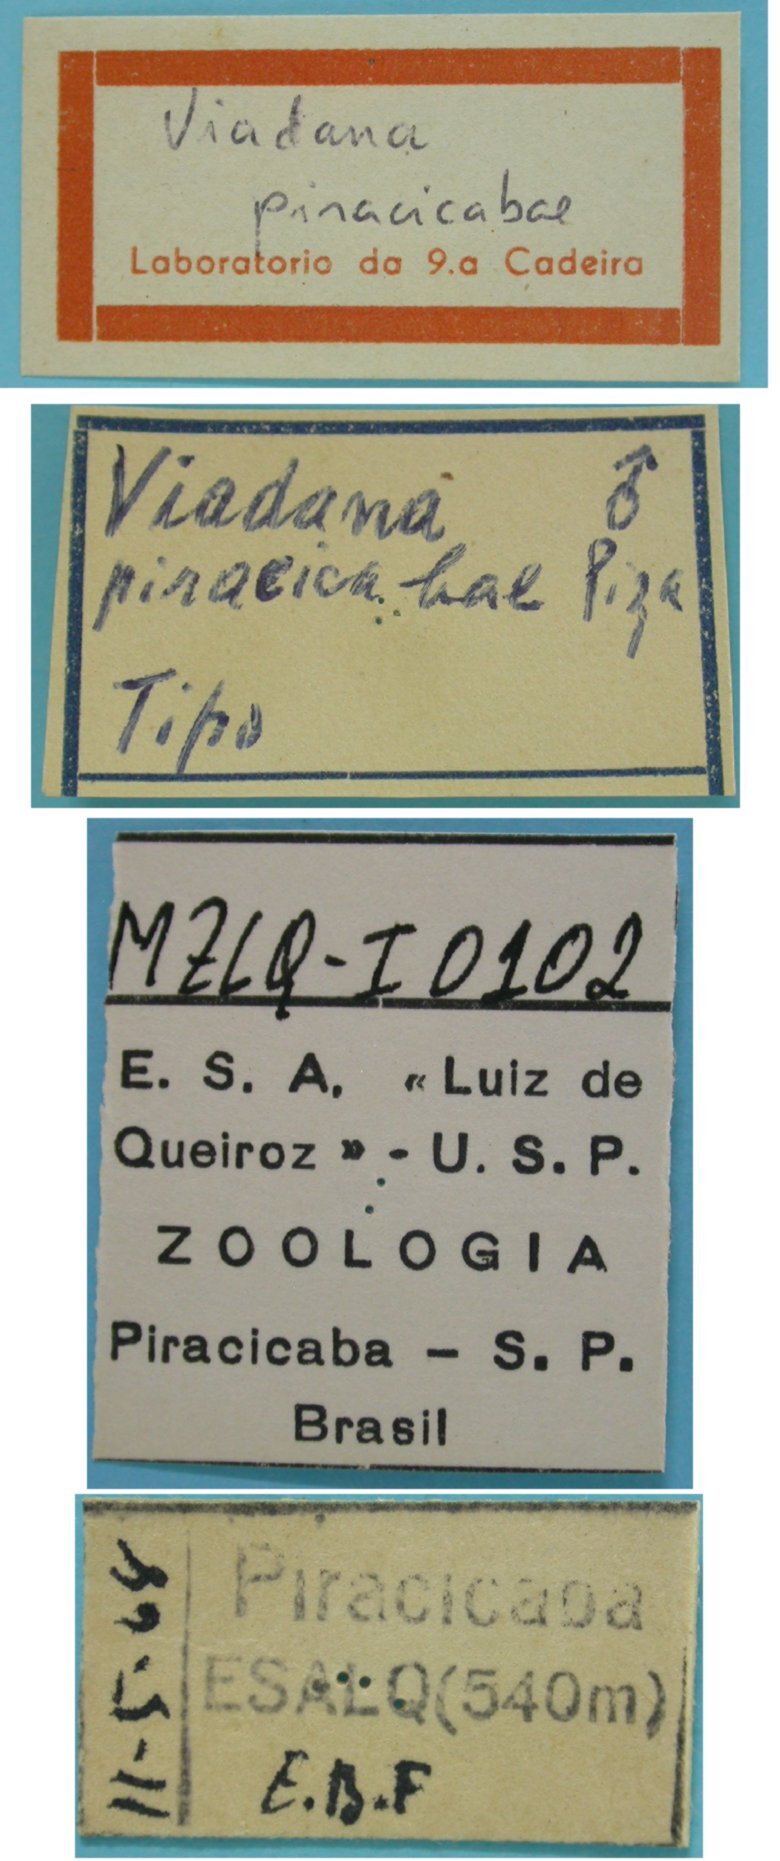 Viadana
piracicabae
Laboratorio da 9.a Cadeira
Viadana ♂
piracicabae Piza
Tipo
MZLQ-I0102
E. S. A. «Luiz de
Queiroz» - U. S. P.
ZOOLOGIA
Piracicaba - S. P.
Brasil
Piracicaba
ESALQ(540m)
E.B.F